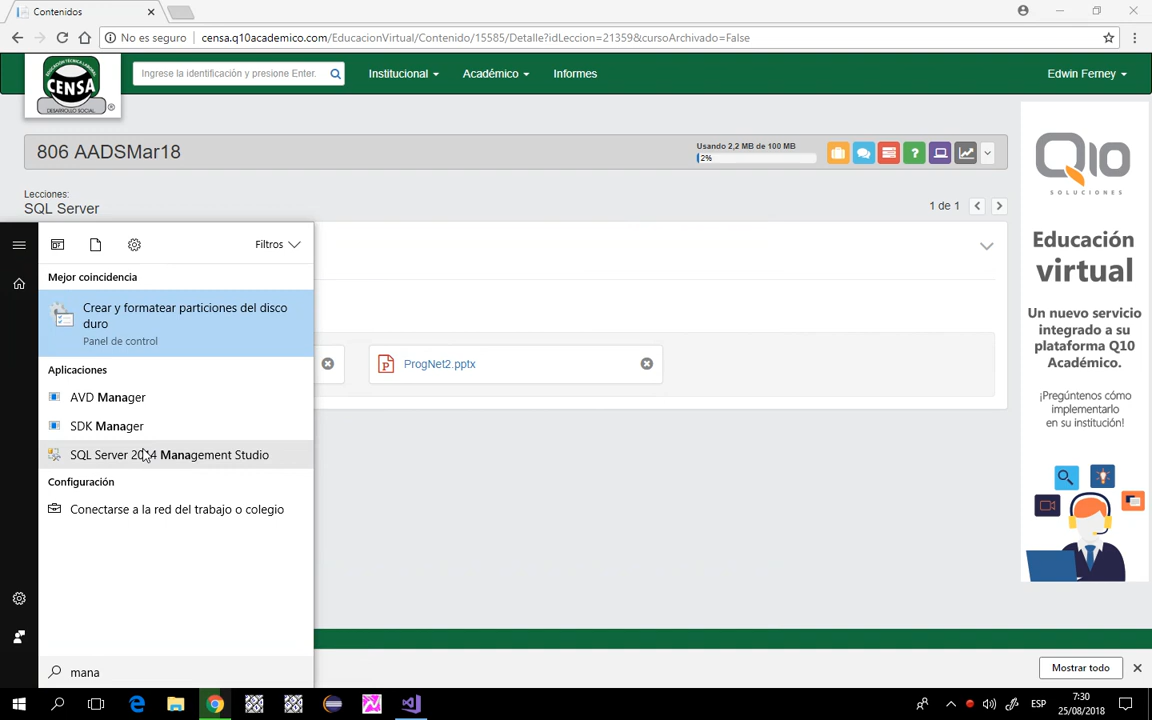 Contenidos
No es seguro
censa.q10academico.com/EducacionVirtual/Contenido/15585/Detalle?idLeccion=21359&cursoArchivado=False
CENSA
DESARROLLO SOCIAL
Ingrese la identificación y presione Enter.
Institucional
Académico
Informes
Edwin Ferney
806 AADSMar18
Usando 2,2 MB de 100 MB
2%
?
Lecciones:
SQL Server
1 de 1
Q10
SOLUCIONES
Educación
virtual
Un nuevo servicio
integrado a su
plataforma Q10
Académico.
¡Pregúntenos cómo
implementarlo
en su institución!
Filtros
Mejor coincidencia
Crear y formatear particiones del disco
duro
Panel de control
Aplicaciones
AVD Manager
SDK Manager
SQL Server 2014 Management Studio
Configuración
Conectarse a la red del trabajo o colegio
mana
ProgNet2.pptx
Mostrar todo
ESP
7:30
25/08/2018